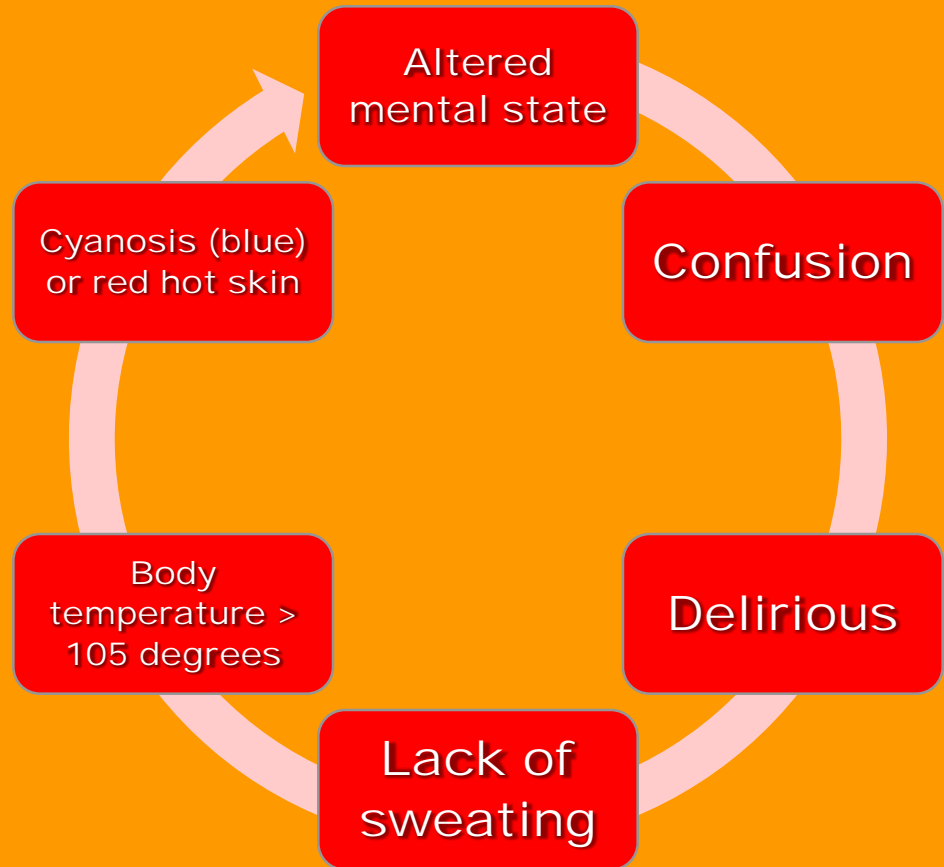 Altered
mental state
Confusion
Delirious
Lack of
sweating
Body
temperature >
105 degrees
Cyanosis (blue)
or red hot skin